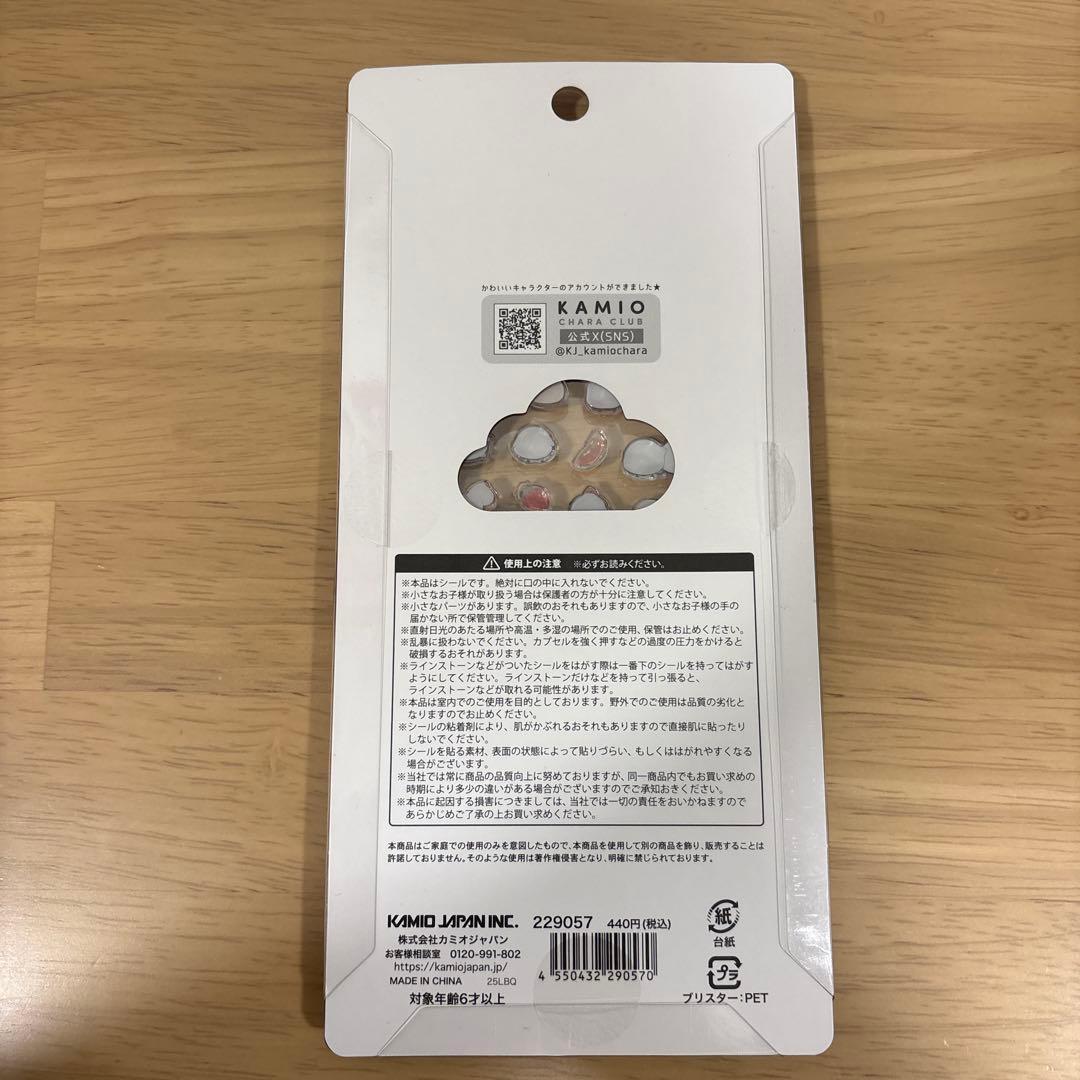 かわいいキャラクターのアカウントができました★
KAMIO
CHARA CLUB
公式X(SNS)
@KJ_kamiochara
使用上の注意 ※必ずお読みください。
※本品はシールです。絶対に口の中に入れないでください。
※小さなお子様が取り扱う場合は保護者の方が十分に注意してください。
※小さなパーツがあります。誤飲のおそれもありますので、小さなお子様の手の
届かない所で保管管理してください。
※直射日光のあたる場所や高温・多湿の場所でのご使用、保管はお止めください。
※乱暴に扱わないでください。カプセルを強く押すなどの過度の圧力をかけると
破損するおそれがあります。
※ラインストーンなどがついたシールをはがす際は一番下のシールを持ってはがす
ようにしてください。ラインストーンだけなどを持って引っ張ると、
ラインストーンなどが取れる可能性があります。
※本品は室内でのご使用を目的としております。野外でのご使用は品質の劣化と
なりますのでお止めください。
※シールの粘着剤により、肌がかぶれるおそれもありますので直接肌に貼ったり
しないでください。
※シールを貼る素材、表面の状態によって貼りづらい、もしくははがれやすくなる
場合がございます。
※当社では常に商品の品質向上に努めておりますが、同一商品内でもお買い求めの
時期により多少の違いがある場合がございますのでご承知おきください。
※本品に起因する損害につきましては、当社では一切の責任をおいかねますので
あらかじめご了承の上お買い求めください。
本商品はご家庭での使用のみを意図したもので、本商品を使用して別の商品を飾り、販売することは
許諾しておりません。そのような使用は著作権侵害となり、明確に禁じられております。
KAMIO JAPAN INC. 229057 440円(税込)
株式会社カミオジャパン
お客様相談室 0120-991-802
https://kamiojapan.jp/
MADE IN CHINA 25LBQ
対象年齢6才以上
4 550432 290570
紙
台紙
プラ
ブリスター:PET